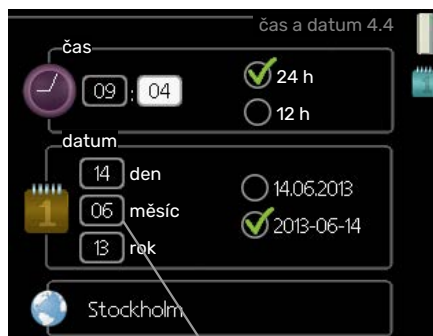 čas a datum 4.4
čas
09 : 04
24 h
12 h
datum
14 den
06 měsíc
13 rok
14.06.2013
2013-06-14
1
Stockholm